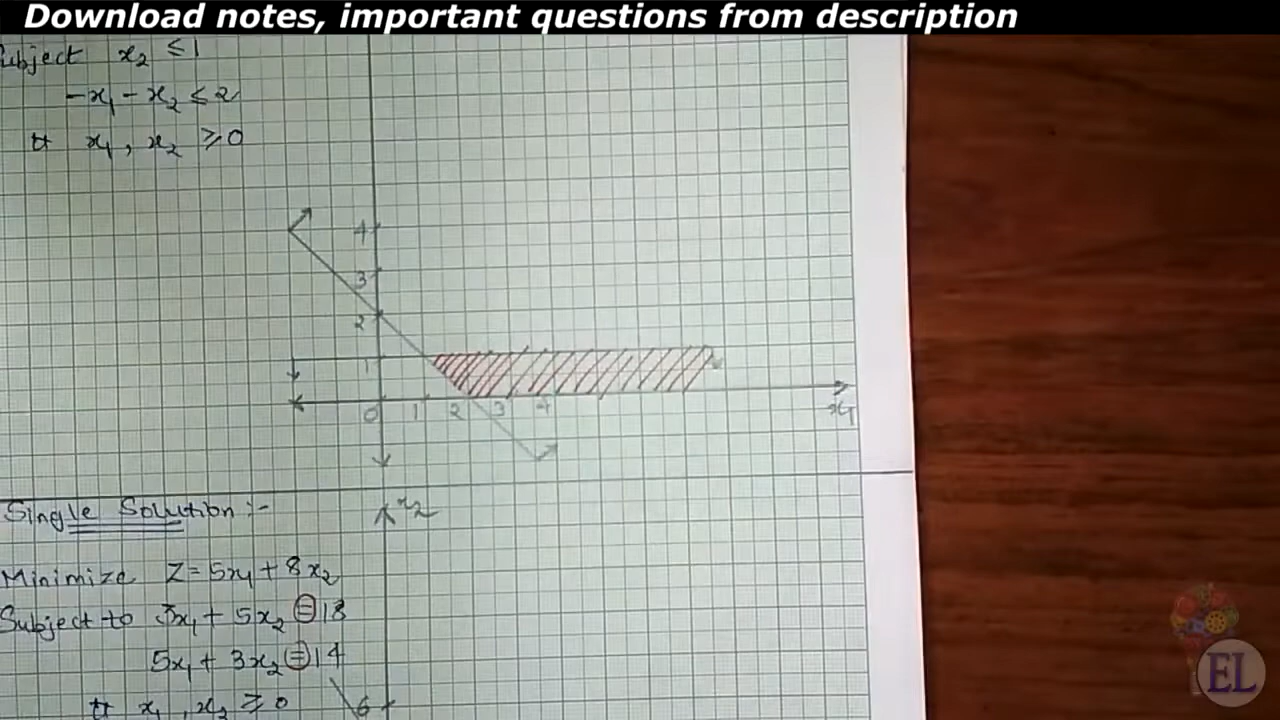 Download notes, important questions from description
Subject x₂ ≤ 1
-x₁ - x₂ ≤ 2
& x₁, x₂ ≥ 0
4
3
2
1
0 1 2 3 4
x₁
Single Solution :-
x₂
Minimize Z = 5x₁ + 8x₂
Subject to 3x₁ + 5x₂ = 18
5x₁ + 3x₂ = 14
& x₁, x₂ ≥ 0
6
EL